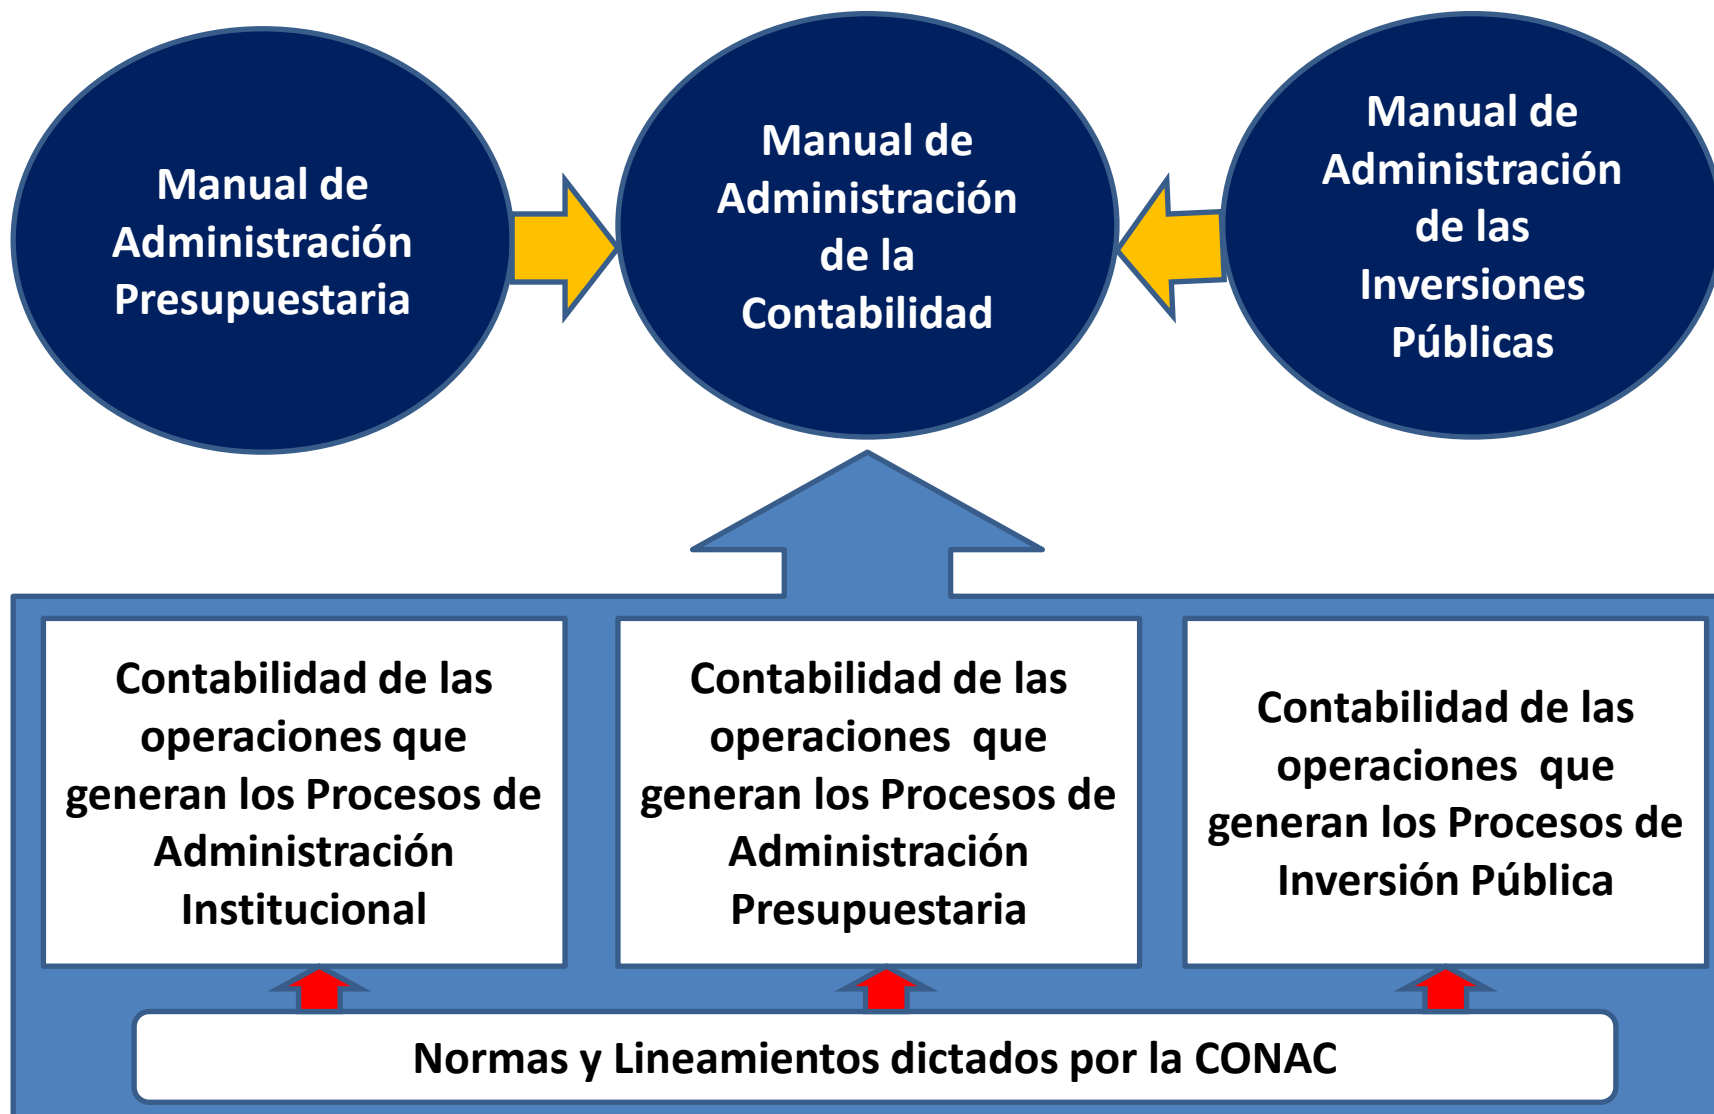 Manual de
Administración
Presupuestaria
Manual de
Administración
de la
Contabilidad
Manual de
Administración
de las
Inversiones
Públicas
Contabilidad de las
operaciones que
generan los Procesos de
Administración
Institucional
Contabilidad de las
operaciones  que
generan los Procesos de
Administración
Presupuestaria
Contabilidad de las
operaciones  que
generan los Procesos de
Inversión Pública
Normas y Lineamientos dictados por la CONAC